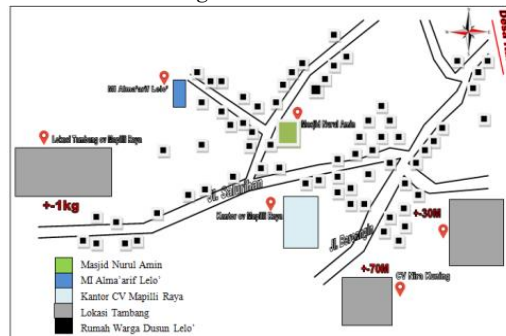 MI Alma'arif Lelo'
Masjid Nurul Amin
Lokasi Tambang cv Mapilli Raya
+-1kg
Jl.
Kantor cv Mapilli Raya
+-30M
Jl.
+-70M
CV Nira Kuning
Masjid Nurul Amin
MI Alma'arif Lelo'
Kantor CV Mapilli Raya
Lokasi Tambang
Rumah Warga Dusun Lelo'